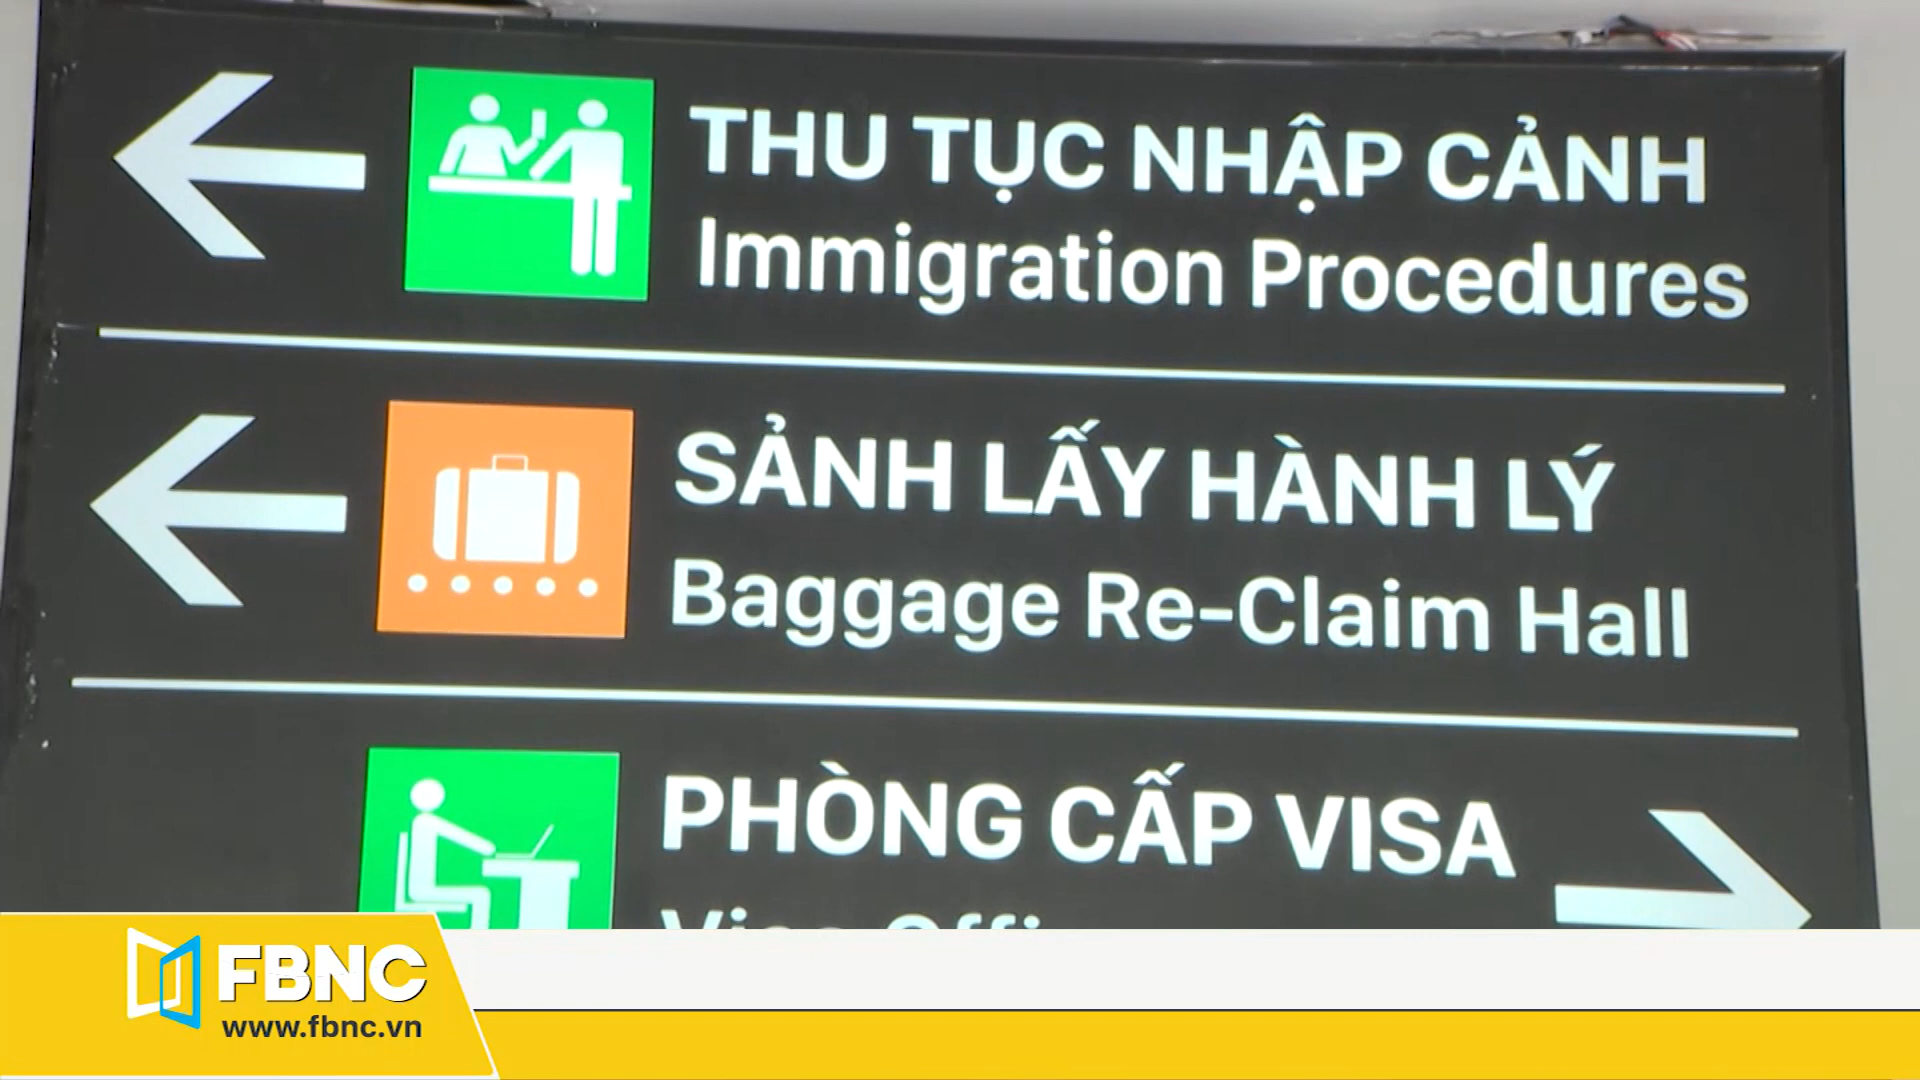 THU TỤC NHẬP CẢNH
Immigration Procedures
SẢNH LẤY HÀNH LÝ
Baggage Re-Claim Hall
PHÒNG CẤP VISA
FBNC
www.fbnc.vn